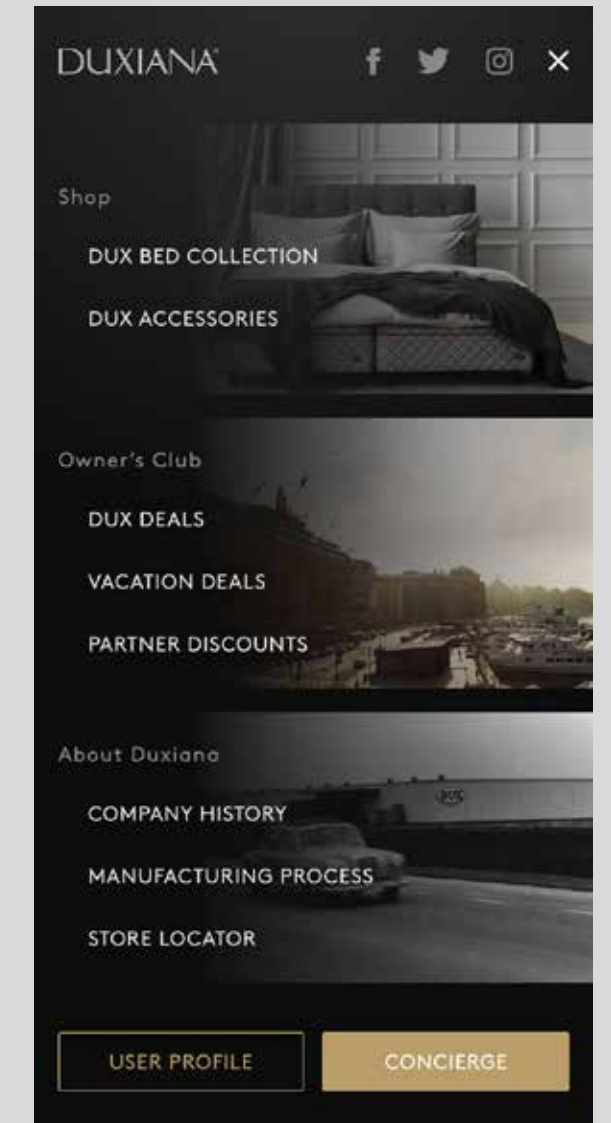 DUXIANA
Shop
DUX BED COLLECTION
DUX ACCESSORIES
Owner's Club
DUX DEALS
VACATION DEALS
PARTNER DISCOUNTS
About Duxiana
DUX
COMPANY HISTORY
MANUFACTURING PROCESS
STORE LOCATOR
USER PROFILE
CONCIERGE